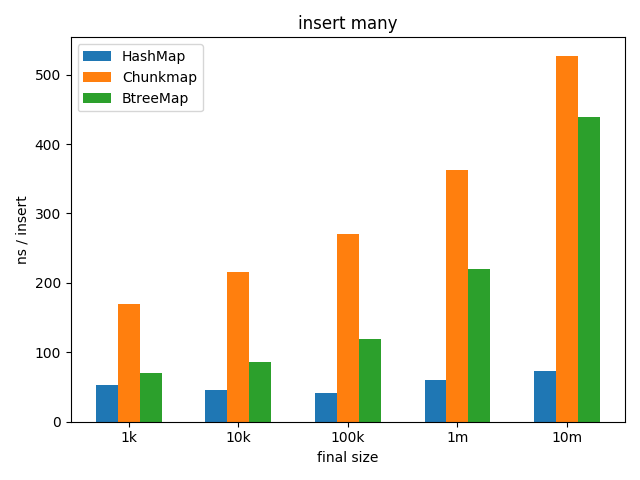 insert many
HashMap
Chunkmap
BtreeMap
ns / insert
500
400
300
200
100
0
1k 10k 100k 1m 10m
final size